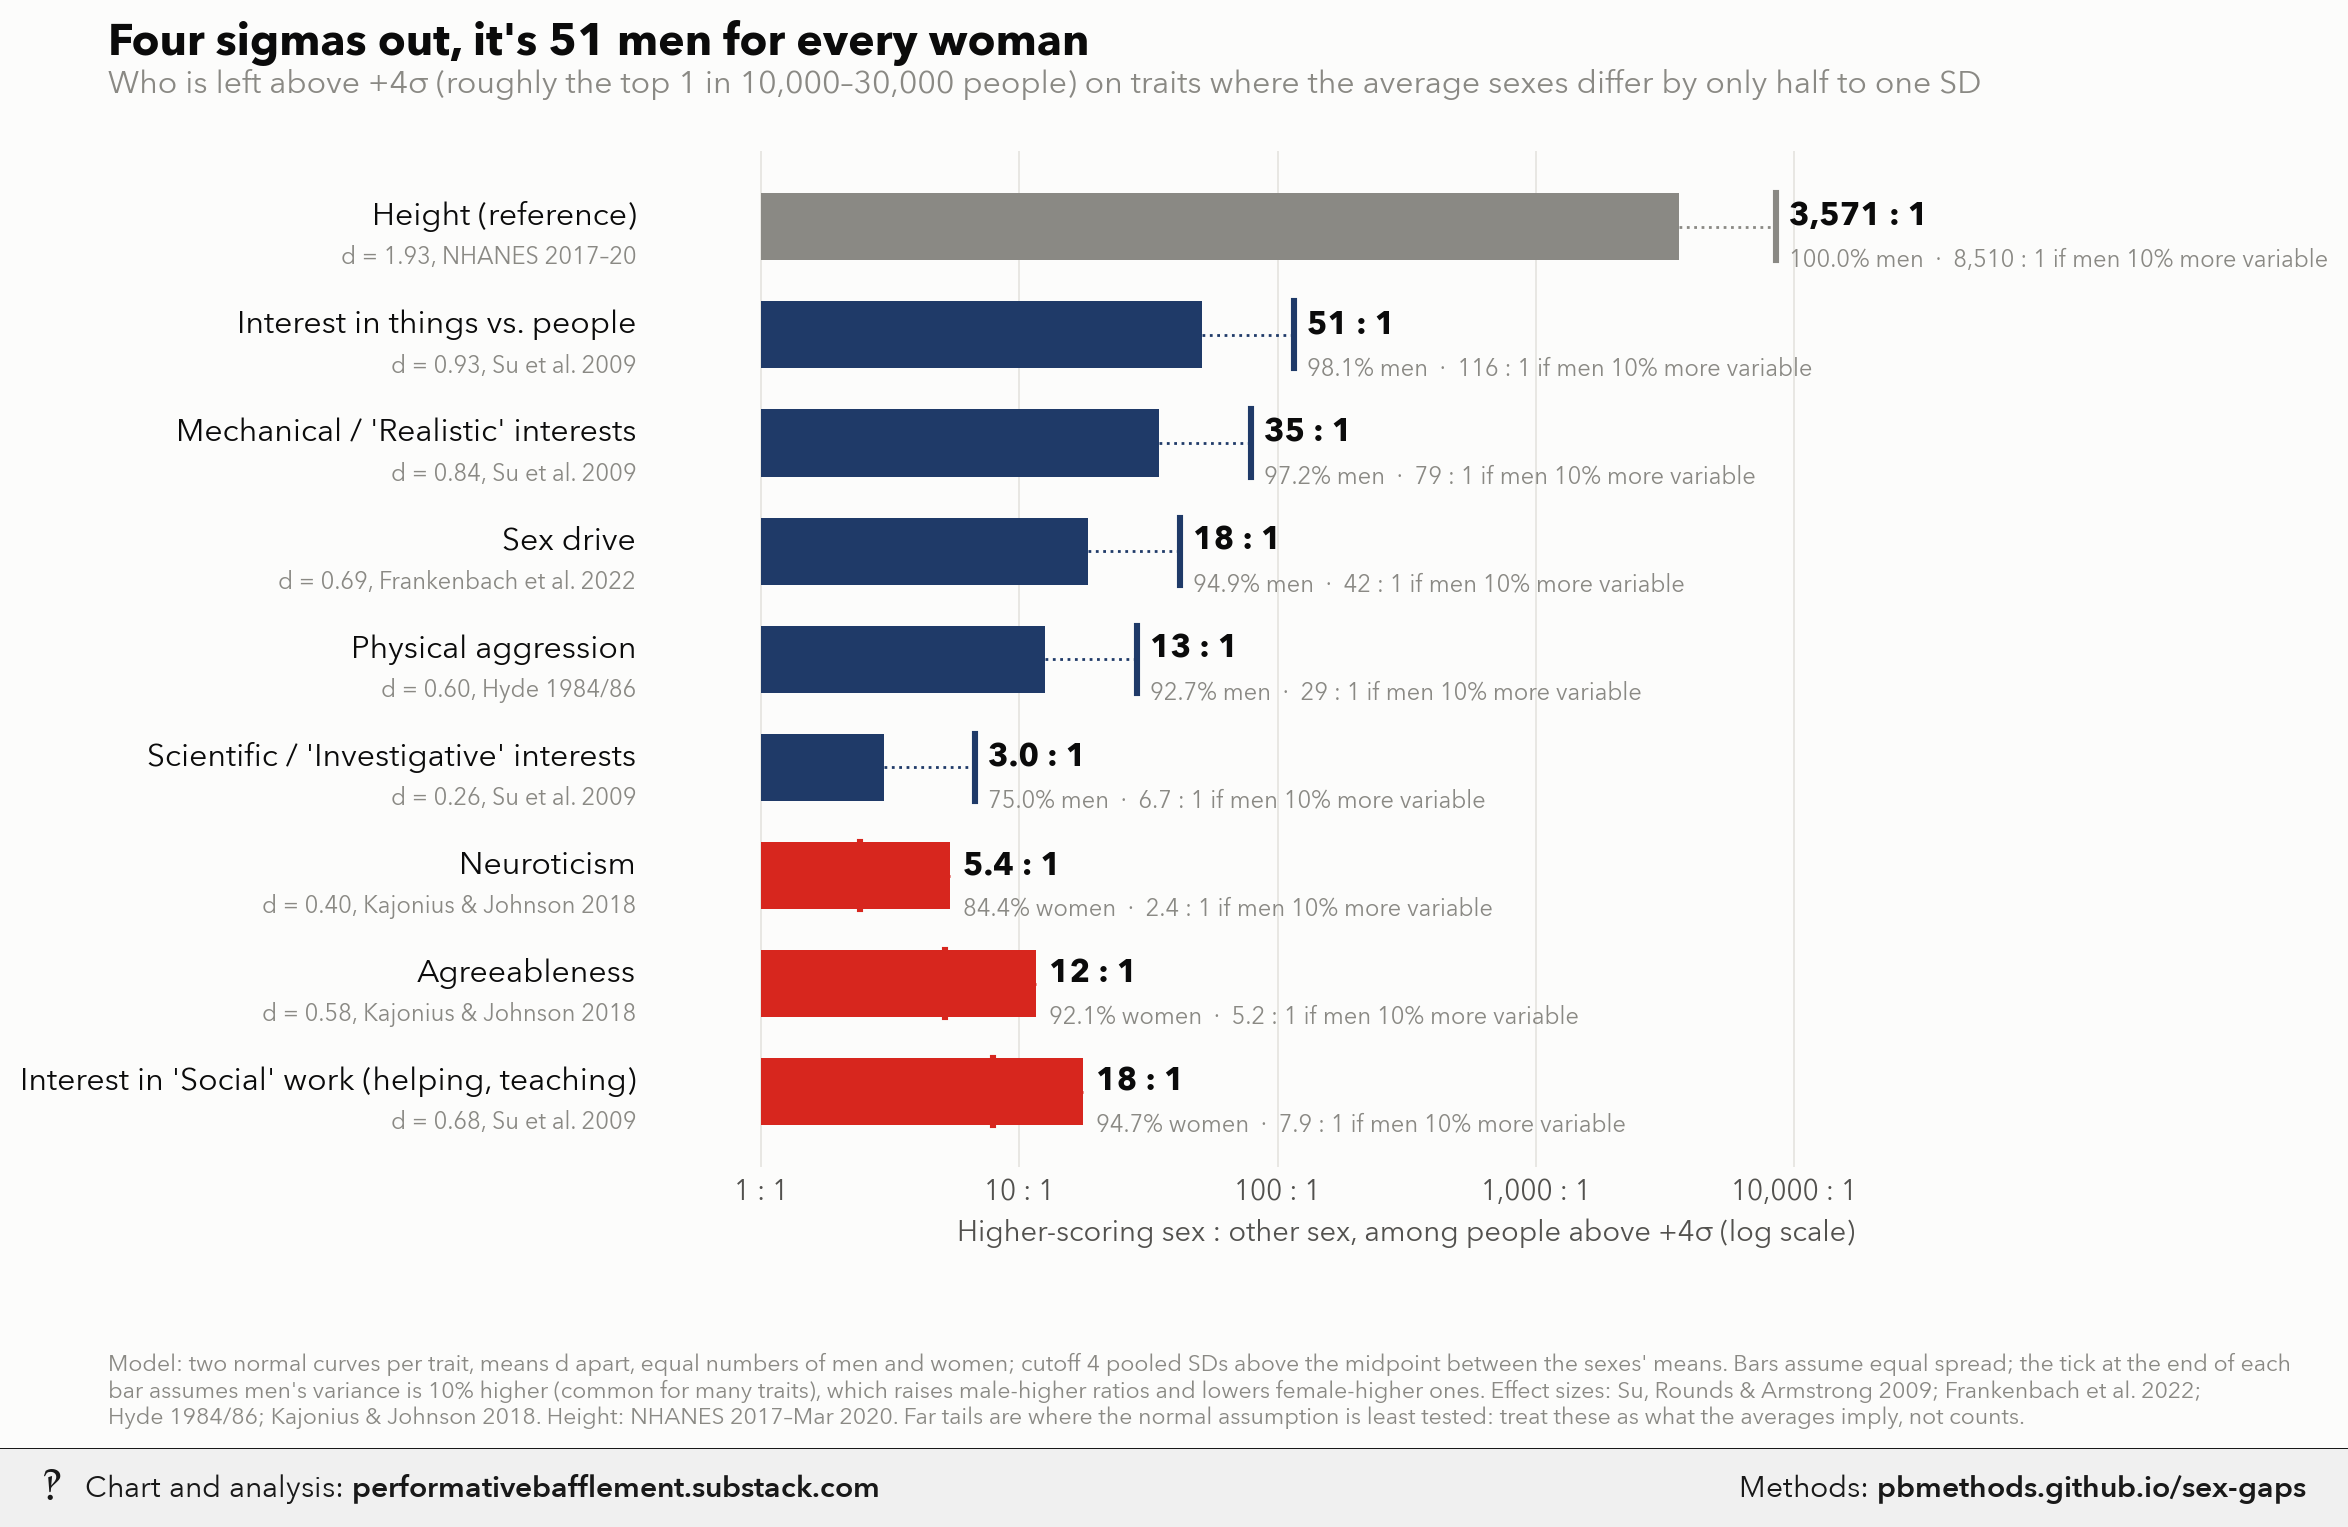 Four sigmas out, it's 51 men for every woman
Who is left above +4σ (roughly the top 1 in 10,000–30,000 people) on traits where the average sexes differ by only half to one SD
Height (reference)
d = 1.93, NHANES 2017–20
3,571 : 1
100.0% men · 8,510 : 1 if men 10% more variable
Interest in things vs. people
d = 0.93, Su et al. 2009
51 : 1
98.1% men · 116 : 1 if men 10% more variable
Mechanical / 'Realistic' interests
d = 0.84, Su et al. 2009
35 : 1
97.2% men · 79 : 1 if men 10% more variable
Sex drive
d = 0.69, Frankenbach et al. 2022
18 : 1
94.9% men · 42 : 1 if men 10% more variable
Physical aggression
d = 0.60, Hyde 1984/86
13 : 1
92.7% men · 29 : 1 if men 10% more variable
Scientific / 'Investigative' interests
d = 0.26, Su et al. 2009
3.0 : 1
75.0% men · 6.7 : 1 if men 10% more variable
Neuroticism
d = 0.40, Kajonius & Johnson 2018
5.4 : 1
84.4% women · 2.4 : 1 if men 10% more variable
Agreeableness
d = 0.58, Kajonius & Johnson 2018
12 : 1
92.1% women · 5.2 : 1 if men 10% more variable
Interest in 'Social' work (helping, teaching)
d = 0.68, Su et al. 2009
18 : 1
94.7% women · 7.9 : 1 if men 10% more variable
1 : 1 10 : 1 100 : 1 1,000 : 1 10,000 : 1
Higher-scoring sex : other sex, among people above +4σ (log scale)
Model: two normal curves per trait, means d apart, equal numbers of men and women; cutoff 4 pooled SDs above the midpoint between the sexes' means. Bars assume equal spread; the tick at the end of each
bar assumes men's variance is 10% higher (common for many traits), which raises male-higher ratios and lowers female-higher ones. Effect sizes: Su, Rounds & Armstrong 2009; Frankenbach et al. 2022;
Hyde 1984/86; Kajonius & Johnson 2018. Height: NHANES 2017–Mar 2020. Far tails are where the normal assumption is least tested: treat these as what the averages imply, not counts.
‽ Chart and analysis: performativebafflement.substack.com
Methods: pbmethods.github.io/sex-gaps